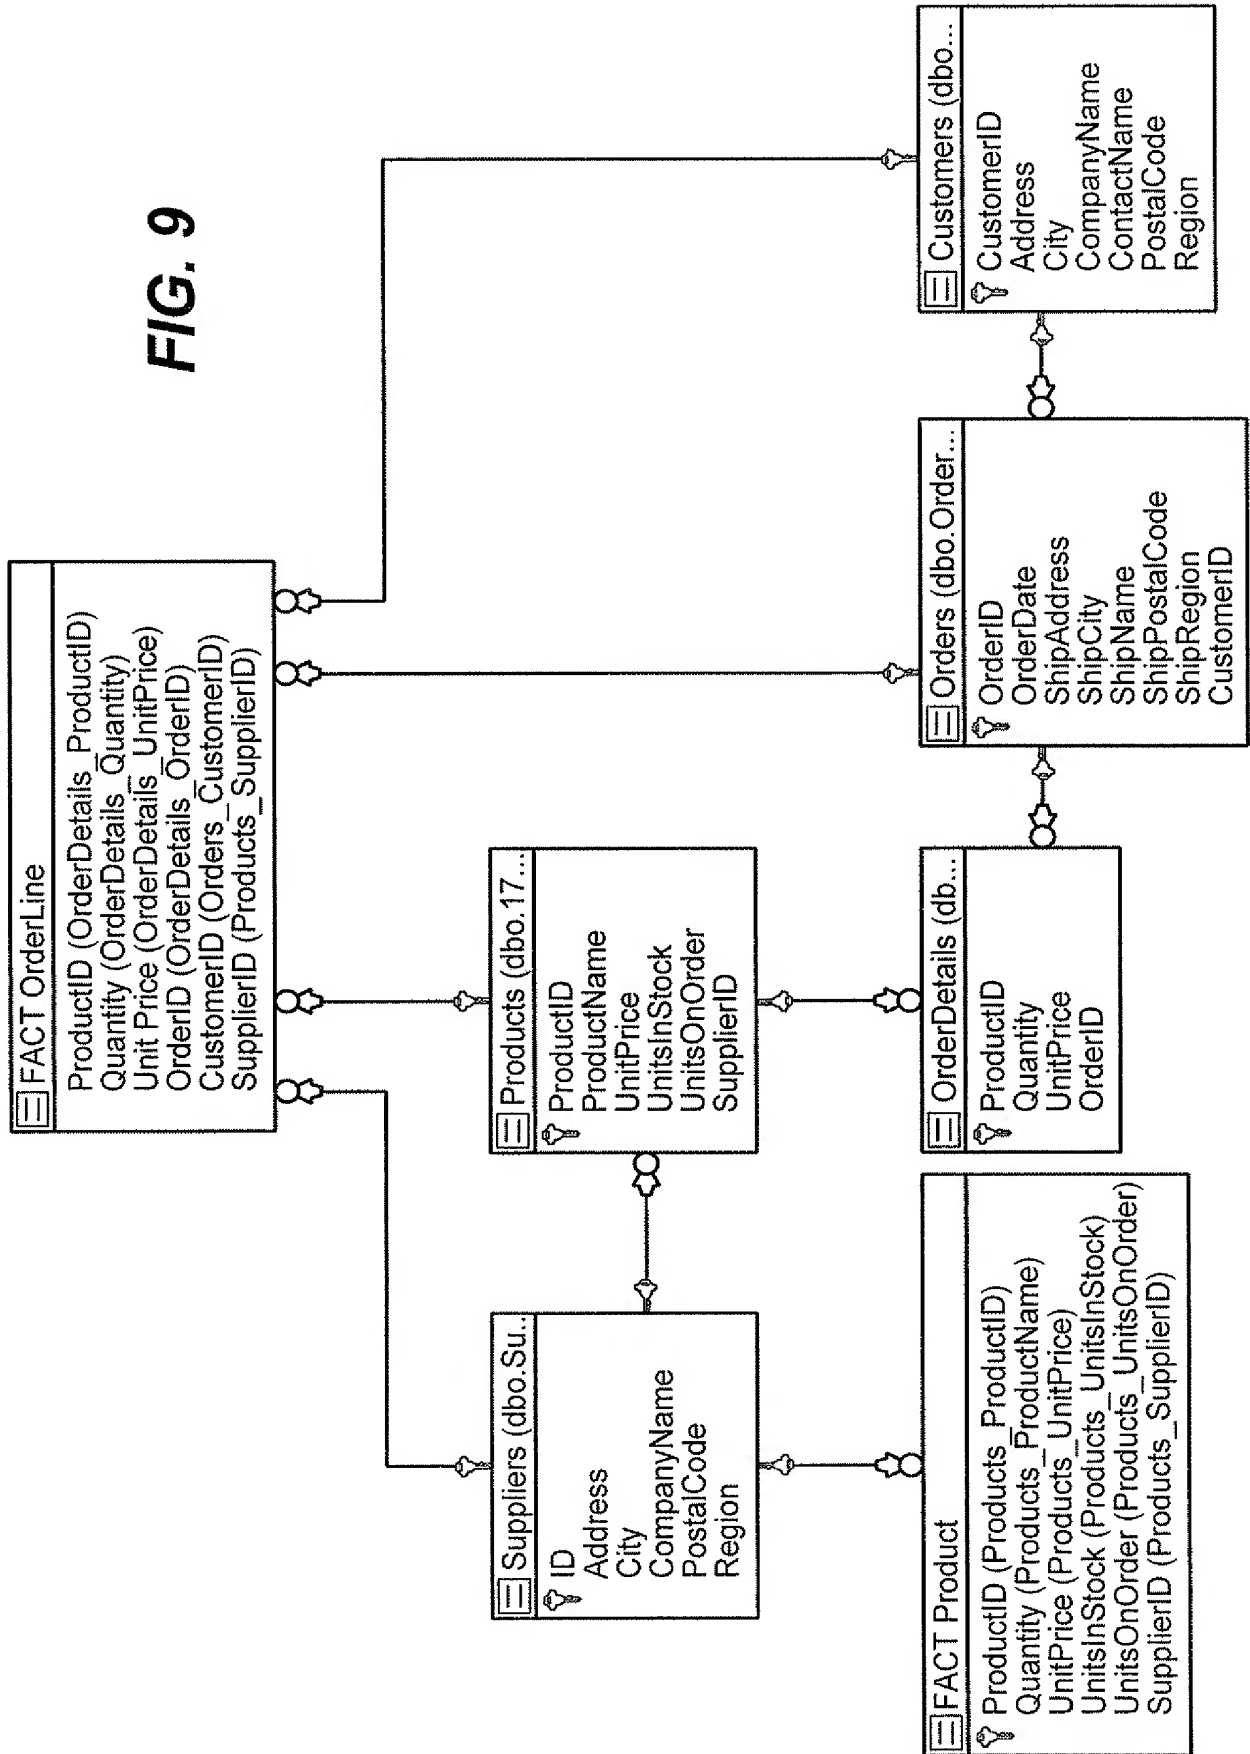 FIG. 9
FACT OrderLine
ProductID (OrderDetails_ProductID)
Quantity (OrderDetails_Quantity)
Unit Price (OrderDetails_UnitPrice)
OrderID (OrderDetails_OrderID)
CustomerID (Orders_CustomerID)
SupplierID (Products_SupplierID)
Suppliers (dbo.Su...
ID
Address
City
CompanyName
PostalCode
Region
Products (dbo.17...
ProductID
ProductName
UnitPrice
UnitsInStock
UnitsOnOrder
SupplierID
FACT Product
ProductID (Products_ProductID)
Quantity (Products_ProductName)
UnitPrice (Products_UnitPrice)
UnitsInStock (Products_UnitsInStock)
UnitsOnOrder (Products_UnitsOnOrder)
SupplierID (Products_SupplierID)
OrderDetails (db...
ProductID
Quantity
UnitPrice
OrderID
Orders (dbo.Order...
OrderID
OrderDate
ShipAddress
ShipCity
ShipName
ShipPostalCode
ShipRegion
CustomerID
Customers (dbo...
CustomerID
Address
City
CompanyName
ContactName
PostalCode
Region